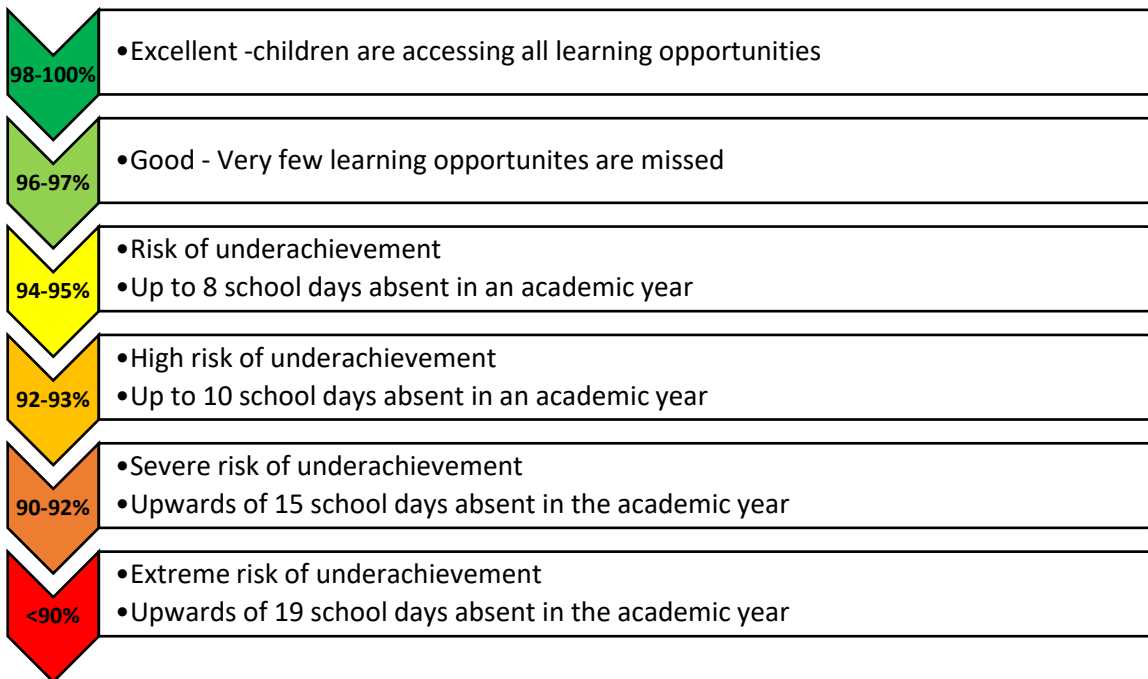 98-100%
•Excellent -children are accessing all learning opportunities
96-97%
•Good - Very few learning opportunites are missed
94-95%
•Risk of underachievement
•Up to 8 school days absent in an academic year
92-93%
•High risk of underachievement
•Up to 10 school days absent in an academic year
90-92%
•Severe risk of underachievement
•Upwards of 15 school days absent in the academic year
<90%
•Extreme risk of underachievement
•Upwards of 19 school days absent in the academic year